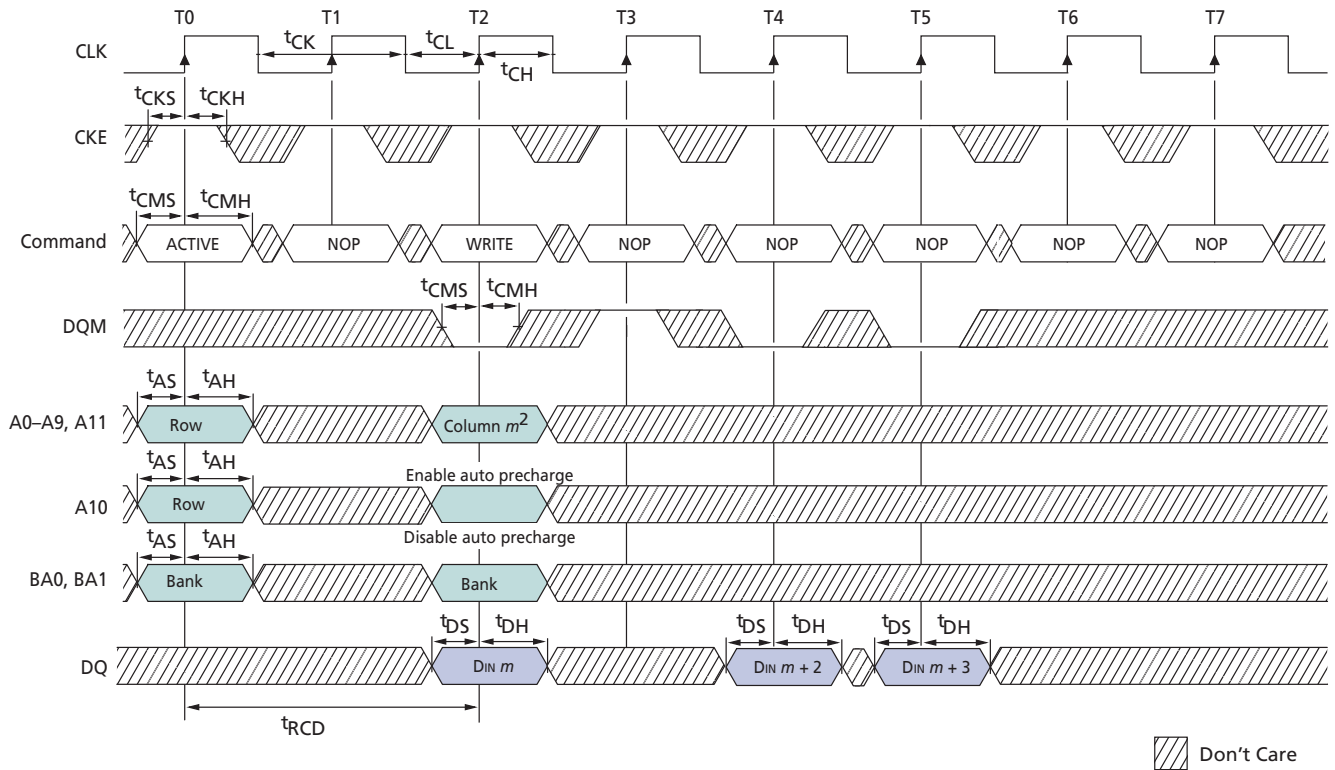 T0 T1 T2 T3 T4 T5 T6 T7
CLK
tCK tCL
tCH
tCKS tCKH
CKE
tCMS tCMH
Command ACTIVE NOP WRITE NOP NOP NOP NOP NOP
tCMS tCMH
DQM
tAS tAH
A0–A9, A11 Row Column m2
tAS tAH Enable auto precharge
A10 Row
tAS tAH Disable auto precharge
BA0, BA1 Bank Bank
tDS tDH tDS tDH tDS tDH
DQ DIN m DIN m + 2 DIN m + 3
tRCD
Don't Care